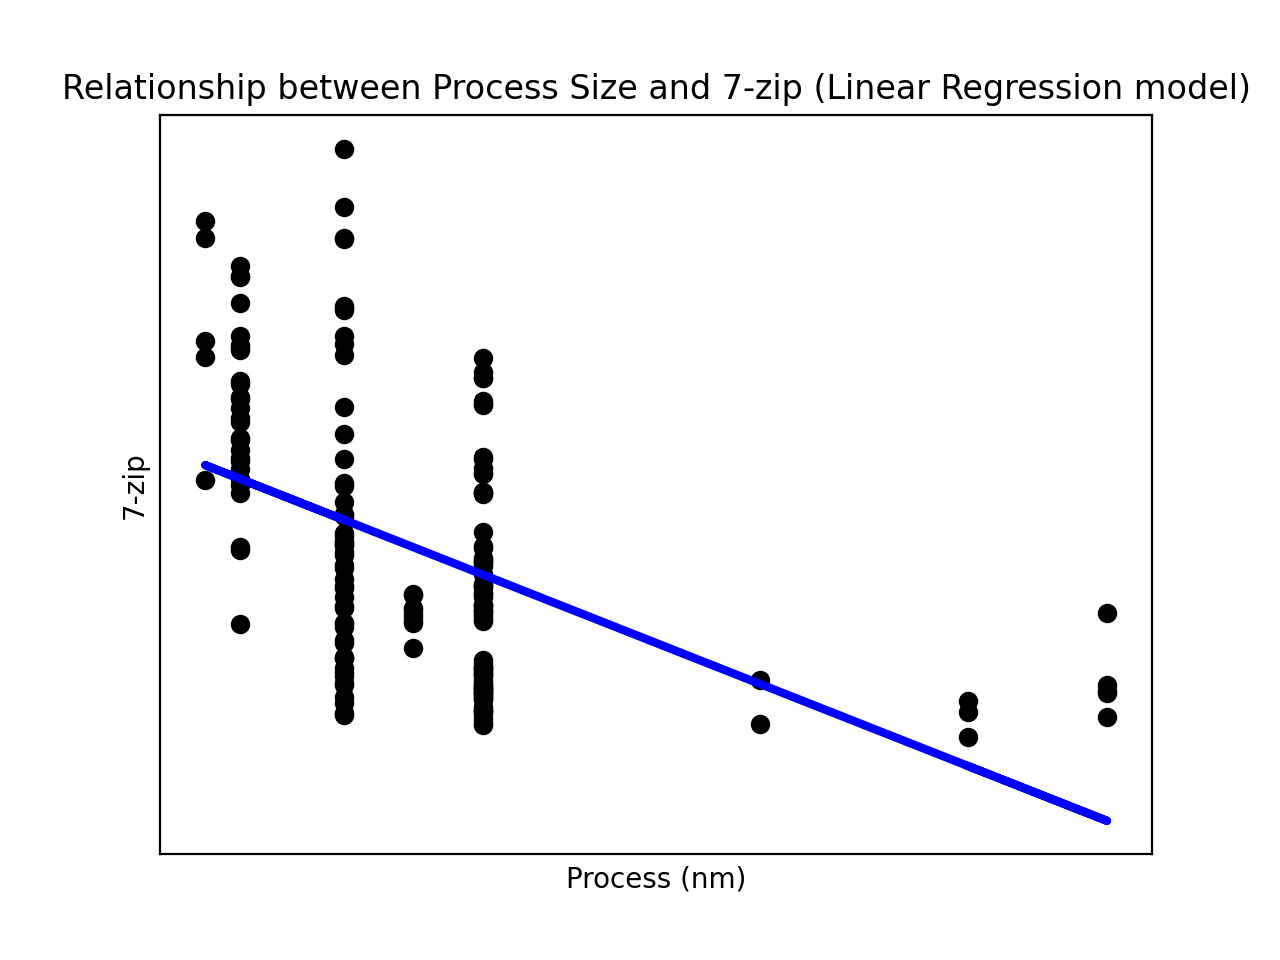 Relationship between Process Size and 7-zip (Linear Regression model)
7-zip
Process (nm)